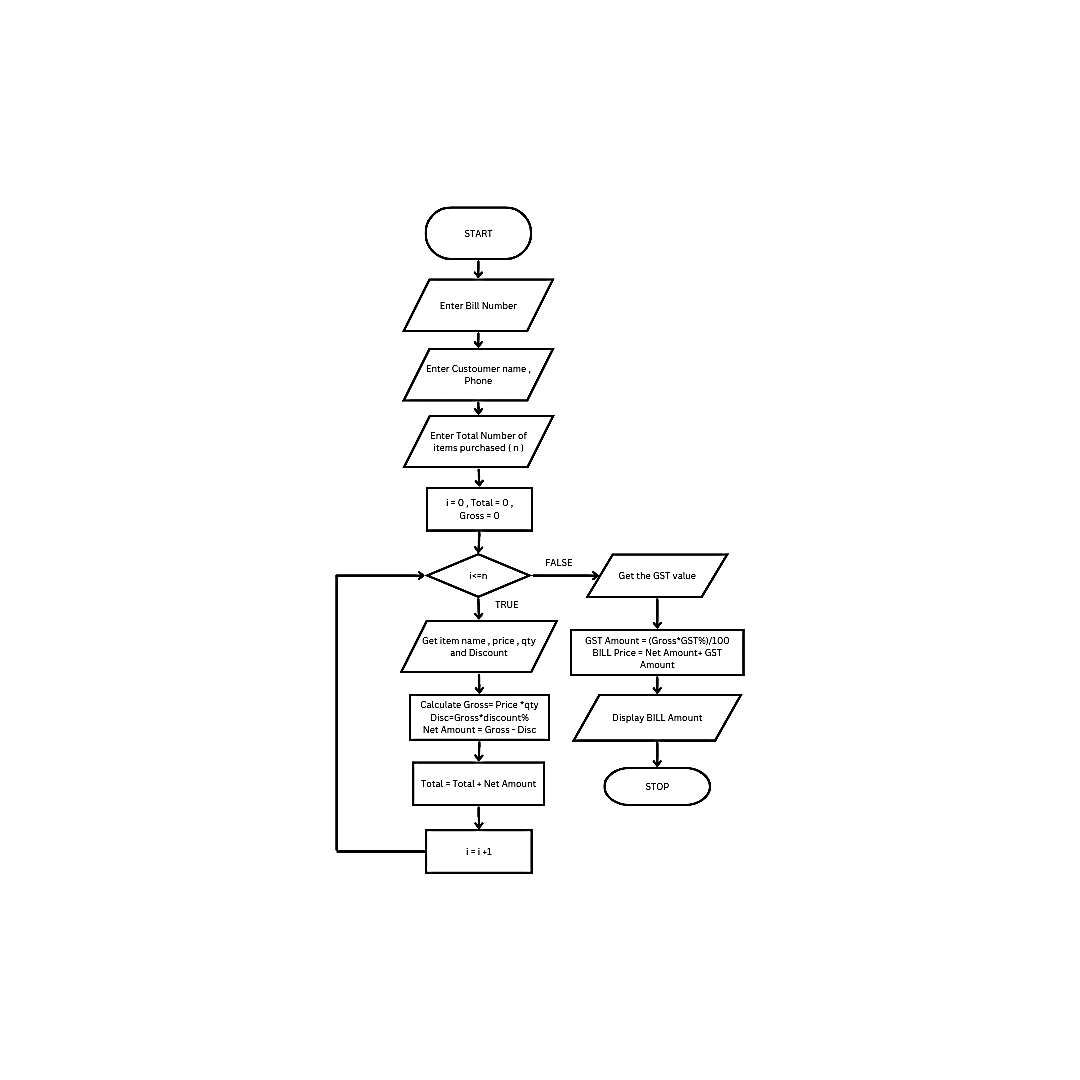 START
Enter Bill Number
Enter Custoumer name ,
Phone
Enter Total Number of
items purchased ( n )
i = 0 , Total = 0 ,
Gross = 0
i<=n
FALSE
TRUE
Get item name , price , qty
and Discount
Calculate Gross= Price *qty
Disc=Gross*discount%
Net Amount = Gross - Disc
Total = Total + Net Amount
i = i +1
Get the GST value
GST Amount = (Gross*GST%)/100
BILL Price = Net Amount+ GST
Amount
Display BILL Amount
STOP